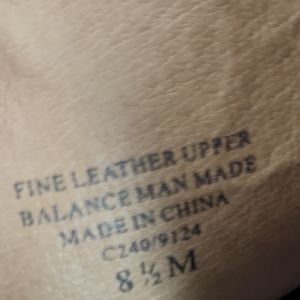 FINE LEATHER UPPER
BALANCE MAN MADE
MADE IN CHINA
C240/9124
8 ½ M